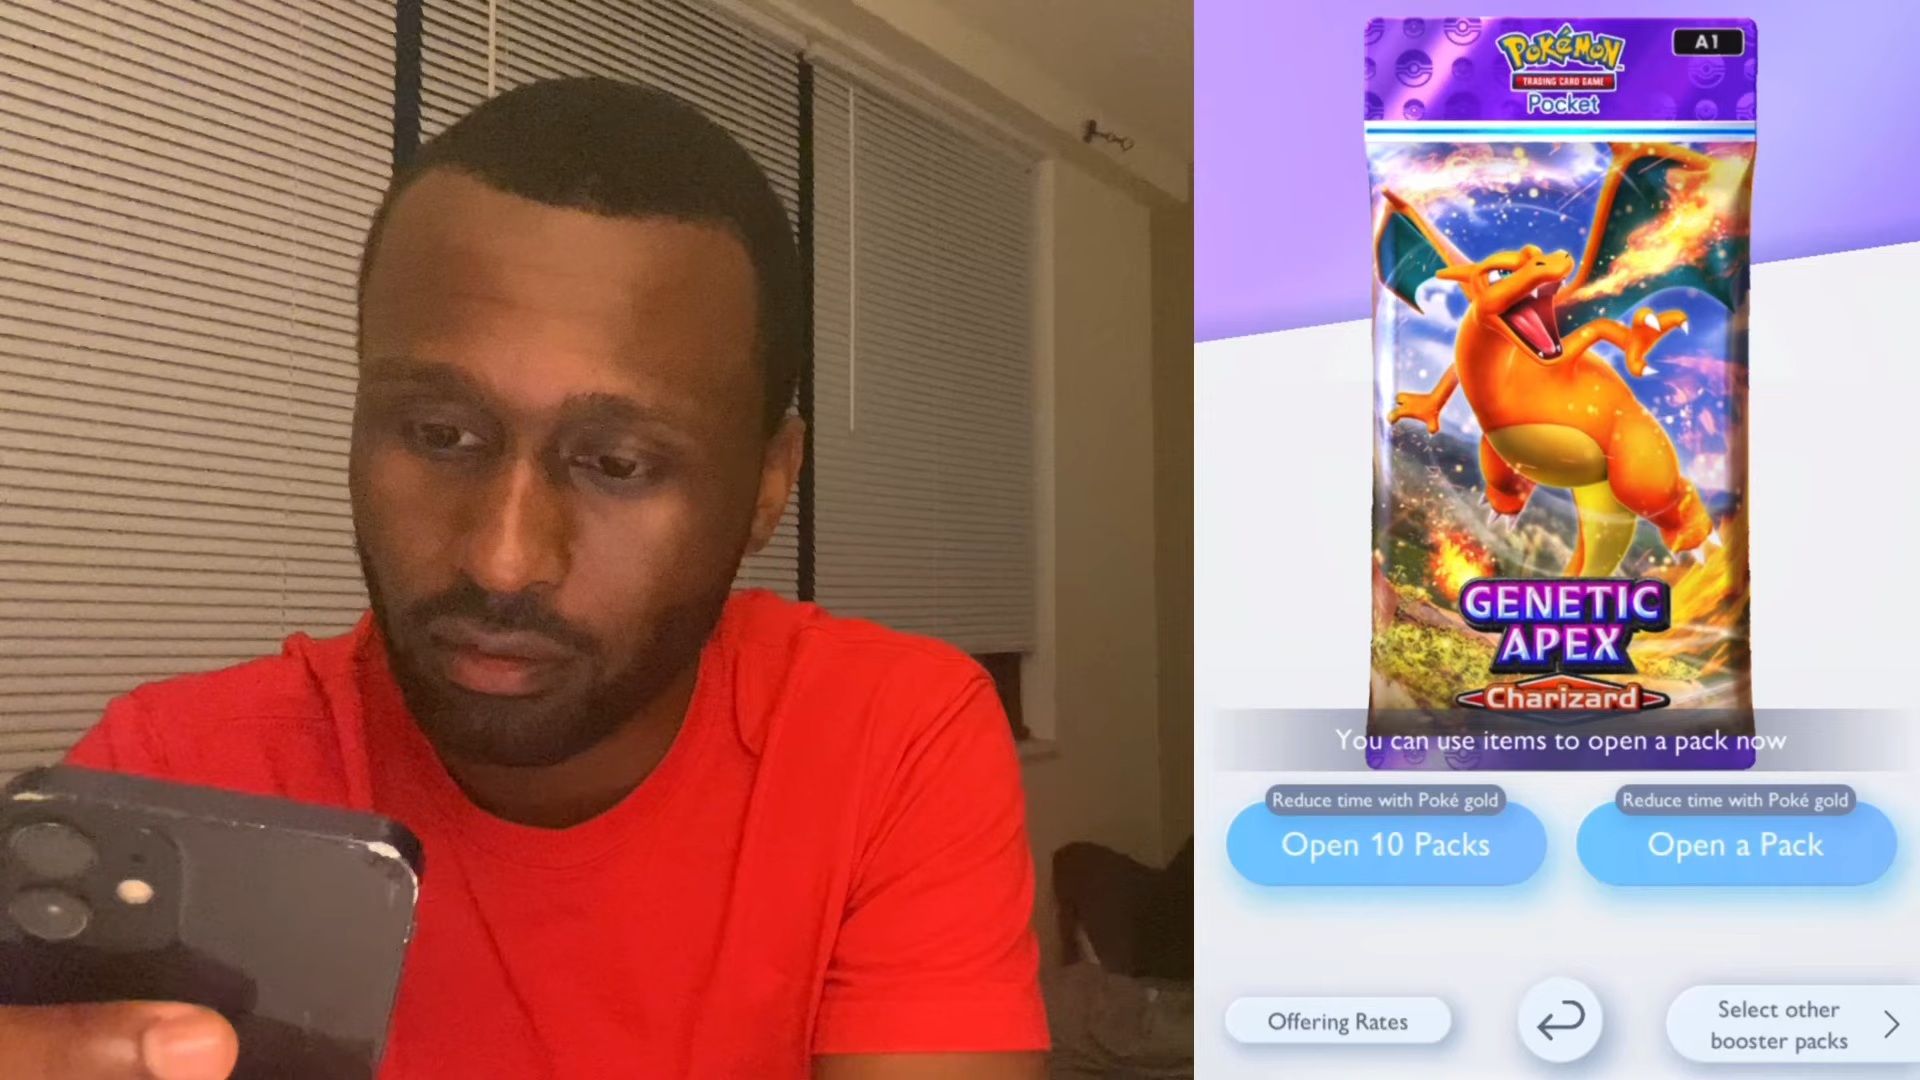 Pokémon
TRADING CARD GAME
Pocket
A1
GENETIC
APEX
Charizard
You can use items to open a pack now
Reduce time with Poké gold
Open 10 Packs
Reduce time with Poké gold
Open a Pack
Offering Rates
Select other
booster packs